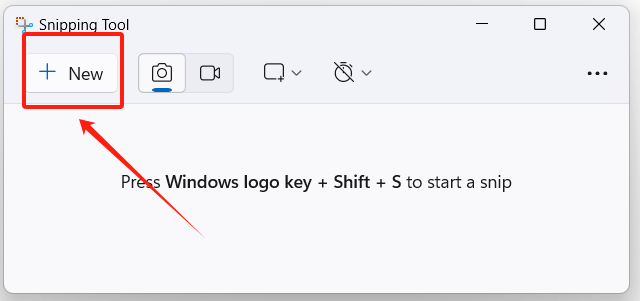 Snipping Tool
New
Press Windows logo key + Shift + S to start a snip